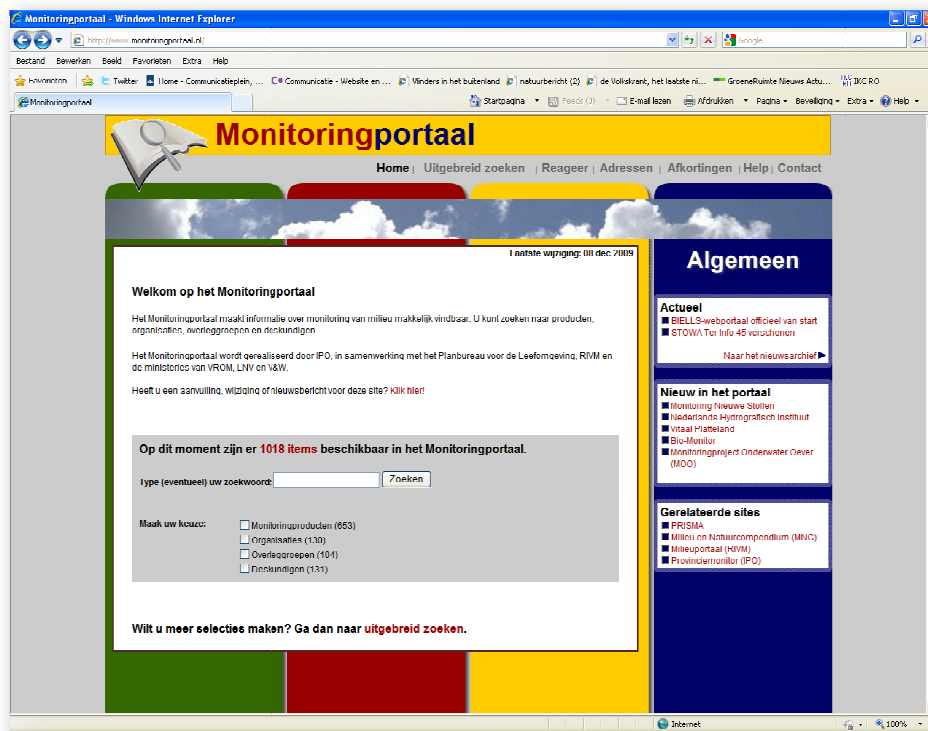 Monitoringportaal - Windows Internet Explorer
http://www.monitoringportaal.nl/
Google
Bestand Bewerken Beeld Favorieten Extra Help
Favorieten Twitter Home - Communicatieplein, ... Communicatie - Website en ... Vlinders in het buitenland natuurbericht (2) de Volkskrant, het laatste ni... GroeneRuimte Nieuws Actu... IKC RO
Monitoringportaal
Startpagina Feeds (J) E-mail lezen Afdrukken Pagina Beveiliging Extra Help
Monitoringportaal
Home | Uitgebreid zoeken | Reageer | Adressen | Afkortingen | Help | Contact
Laatste wijziging: 08 dec 2009
Welkom op het Monitoringportaal
Het Monitoringportaal maakt informatie over monitoring van milieu makkelijk vindbaar. U kunt zoeken naar producten,
organisaties, overleggroepen en deskundigen
Het Monitoringportaal wordt gerealiseerd door IPO, in samenwerking met het Planbureau voor de Leefomgeving, RIVM en
de ministeries van VROM, LNV en V&W.
Heeft u een aanvulling, wijziging of nieuwsbericht voor deze site? Klik hier!
Op dit moment zijn er 1018 items beschikbaar in het Monitoringportaal.
Type (eventueel) uw zoekwoord: Zoeken
Maak uw keuze:
Monitoringproducten (653)
Organisaties (130)
Overleggroepen (104)
Deskundigen (131)
Wilt u meer selecties maken? Ga dan naar uitgebreid zoeken.
Algemeen
Actueel
BIELLS-webportaal officieel van start
STOWA Ter Info 45 verschenen
Naar het nieuwsarchief
Nieuw in het portaal
Monitoring Nieuwe Stoffen
Nederlands Hydrografisch Instituut
Vitaal Platteland
Bio-Monitor
Monitoringproject Onderwater Oever
(MOO)
Gerelateerde sites
PRISMA
Milieu en Natuurcompendium (MNC)
Milieuportaal (RIVM)
Provinciemonitor (IPO)
Internet
100%